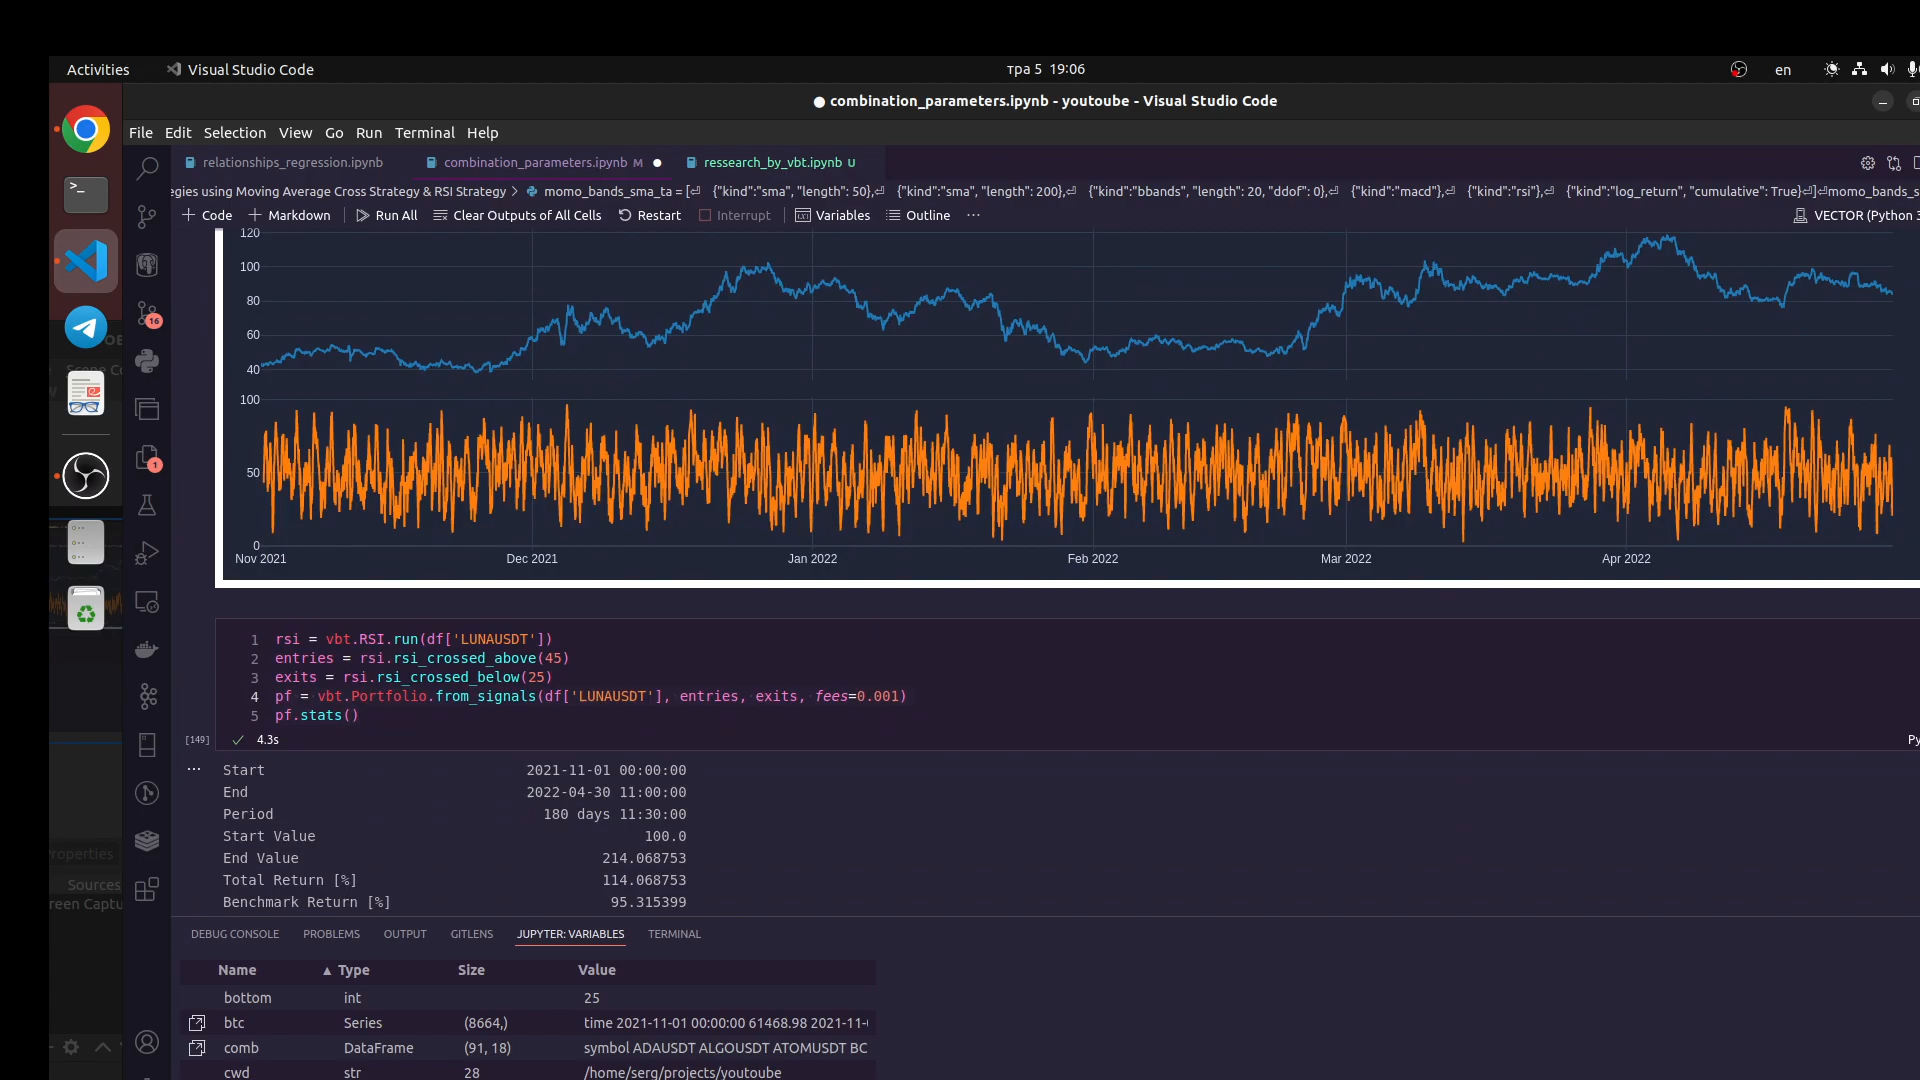 Activities Visual Studio Code тра 5 19:06 en
● combination_parameters.ipynb - youtoube - Visual Studio Code
File Edit Selection View Go Run Terminal Help
relationships_regression.ipynb combination_parameters.ipynb M ● ressearch_by_vbt.ipynb U
egies using Moving Average Cross Strategy & RSI Strategy > momo_bands_sma_ta = [⏎ {"kind":"sma", "length": 50},⏎ {"kind":"sma", "length": 200},⏎ {"kind":"bbands", "length": 20, "ddof": 0},⏎ {"kind":"macd"},⏎ {"kind":"rsi"},⏎ {"kind":"log_return", "cumulative": True}⏎]⏎momo_bands_s
+ Code + Markdown Run All Clear Outputs of All Cells Restart Interrupt Variables Outline ··· VECTOR (Python 3
120
100
80
60
40
100
50
0
Nov 2021 Dec 2021 Jan 2022 Feb 2022 Mar 2022 Apr 2022
1 rsi = vbt.RSI.run(df['LUNAUSDT'])
2 entries = rsi.rsi_crossed_above(45)
3 exits = rsi.rsi_crossed_below(25)
4 pf = vbt.Portfolio.from_signals(df['LUNAUSDT'], entries, exits, fees=0.001)
5 pf.stats()
[149] ✓ 4.3s Py
··· Start 2021-11-01 00:00:00
End 2022-04-30 11:00:00
Period 180 days 11:30:00
Start Value 100.0
End Value 214.068753
Total Return [%] 114.068753
Benchmark Return [%] 95.315399
DEBUG CONSOLE PROBLEMS OUTPUT GITLENS JUPYTER: VARIABLES TERMINAL
Name ▲ Type Size Value
bottom int 25
btc Series (8664,) time 2021-11-01 00:00:00 61468.98 2021-11-
comb DataFrame (91, 18) symbol ADAUSDT ALGOUSDT ATOMUSDT BC
cwd str 28 /home/serg/projects/youtoube
16
1
OB
Scene Co
roperties
Sources
reen Captu